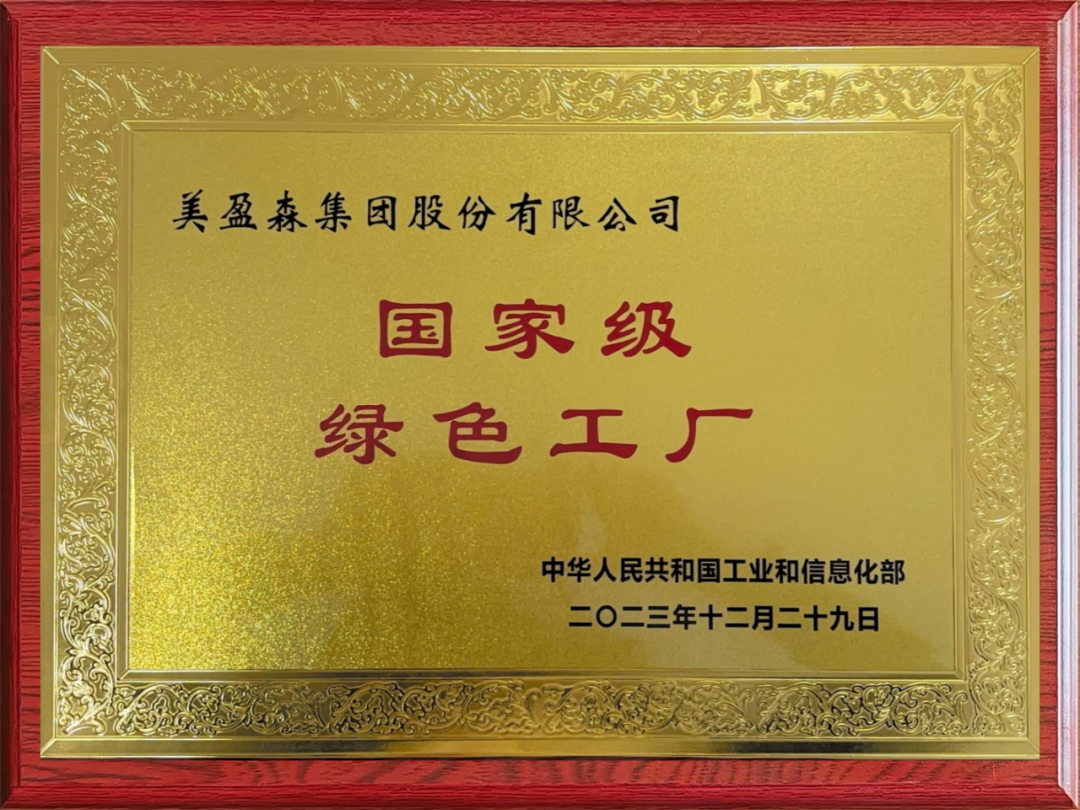 美盈森集团股份有限公司
国家级
绿色工厂
中华人民共和国工业和信息化部
二〇二三年十二月二十九日